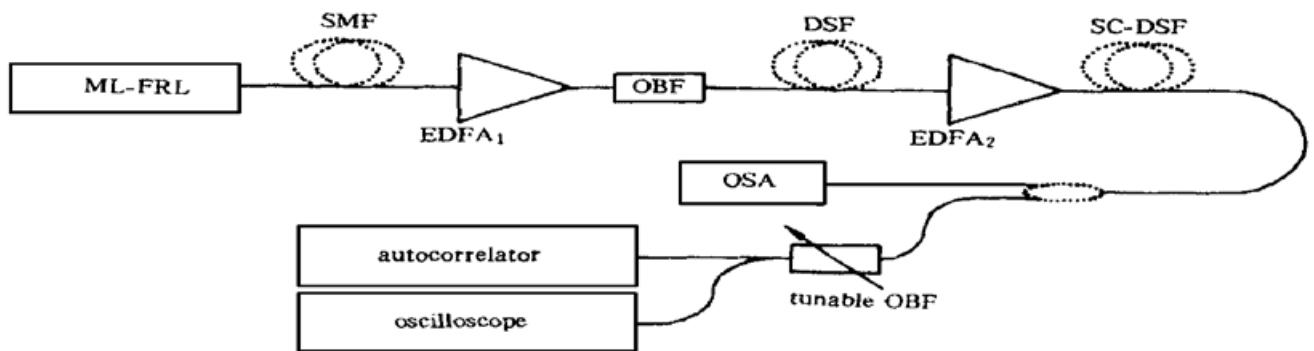 SMF
DSF
SC-DSF
ML-FRL
OBF
EDFA₁
EDFA₂
OSA
autocorrelator
tunable OBF
oscilloscope